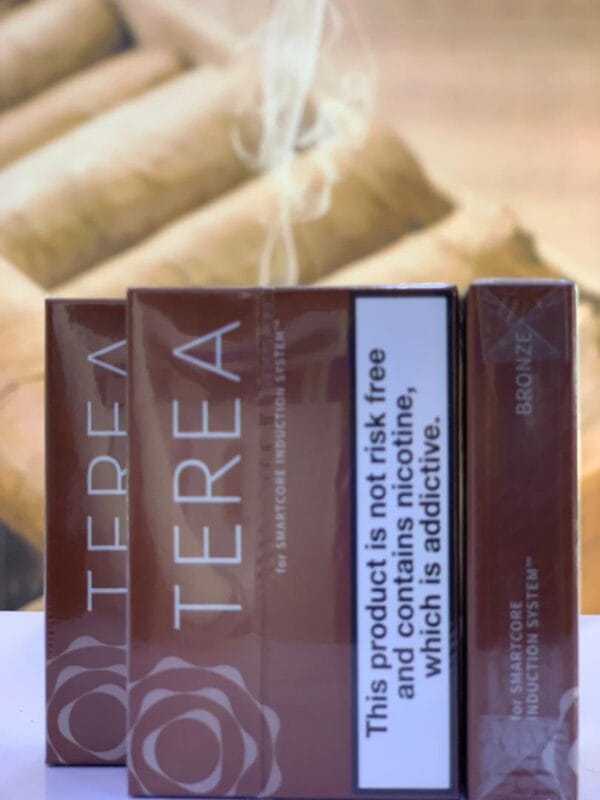 TEREA
TEREA
for SMARTCORE INDUCTION SYSTEM™
This product is not risk free
and contains nicotine,
which is addictive.
BRONZE
for SMARTCORE
INDUCTION SYSTEM™